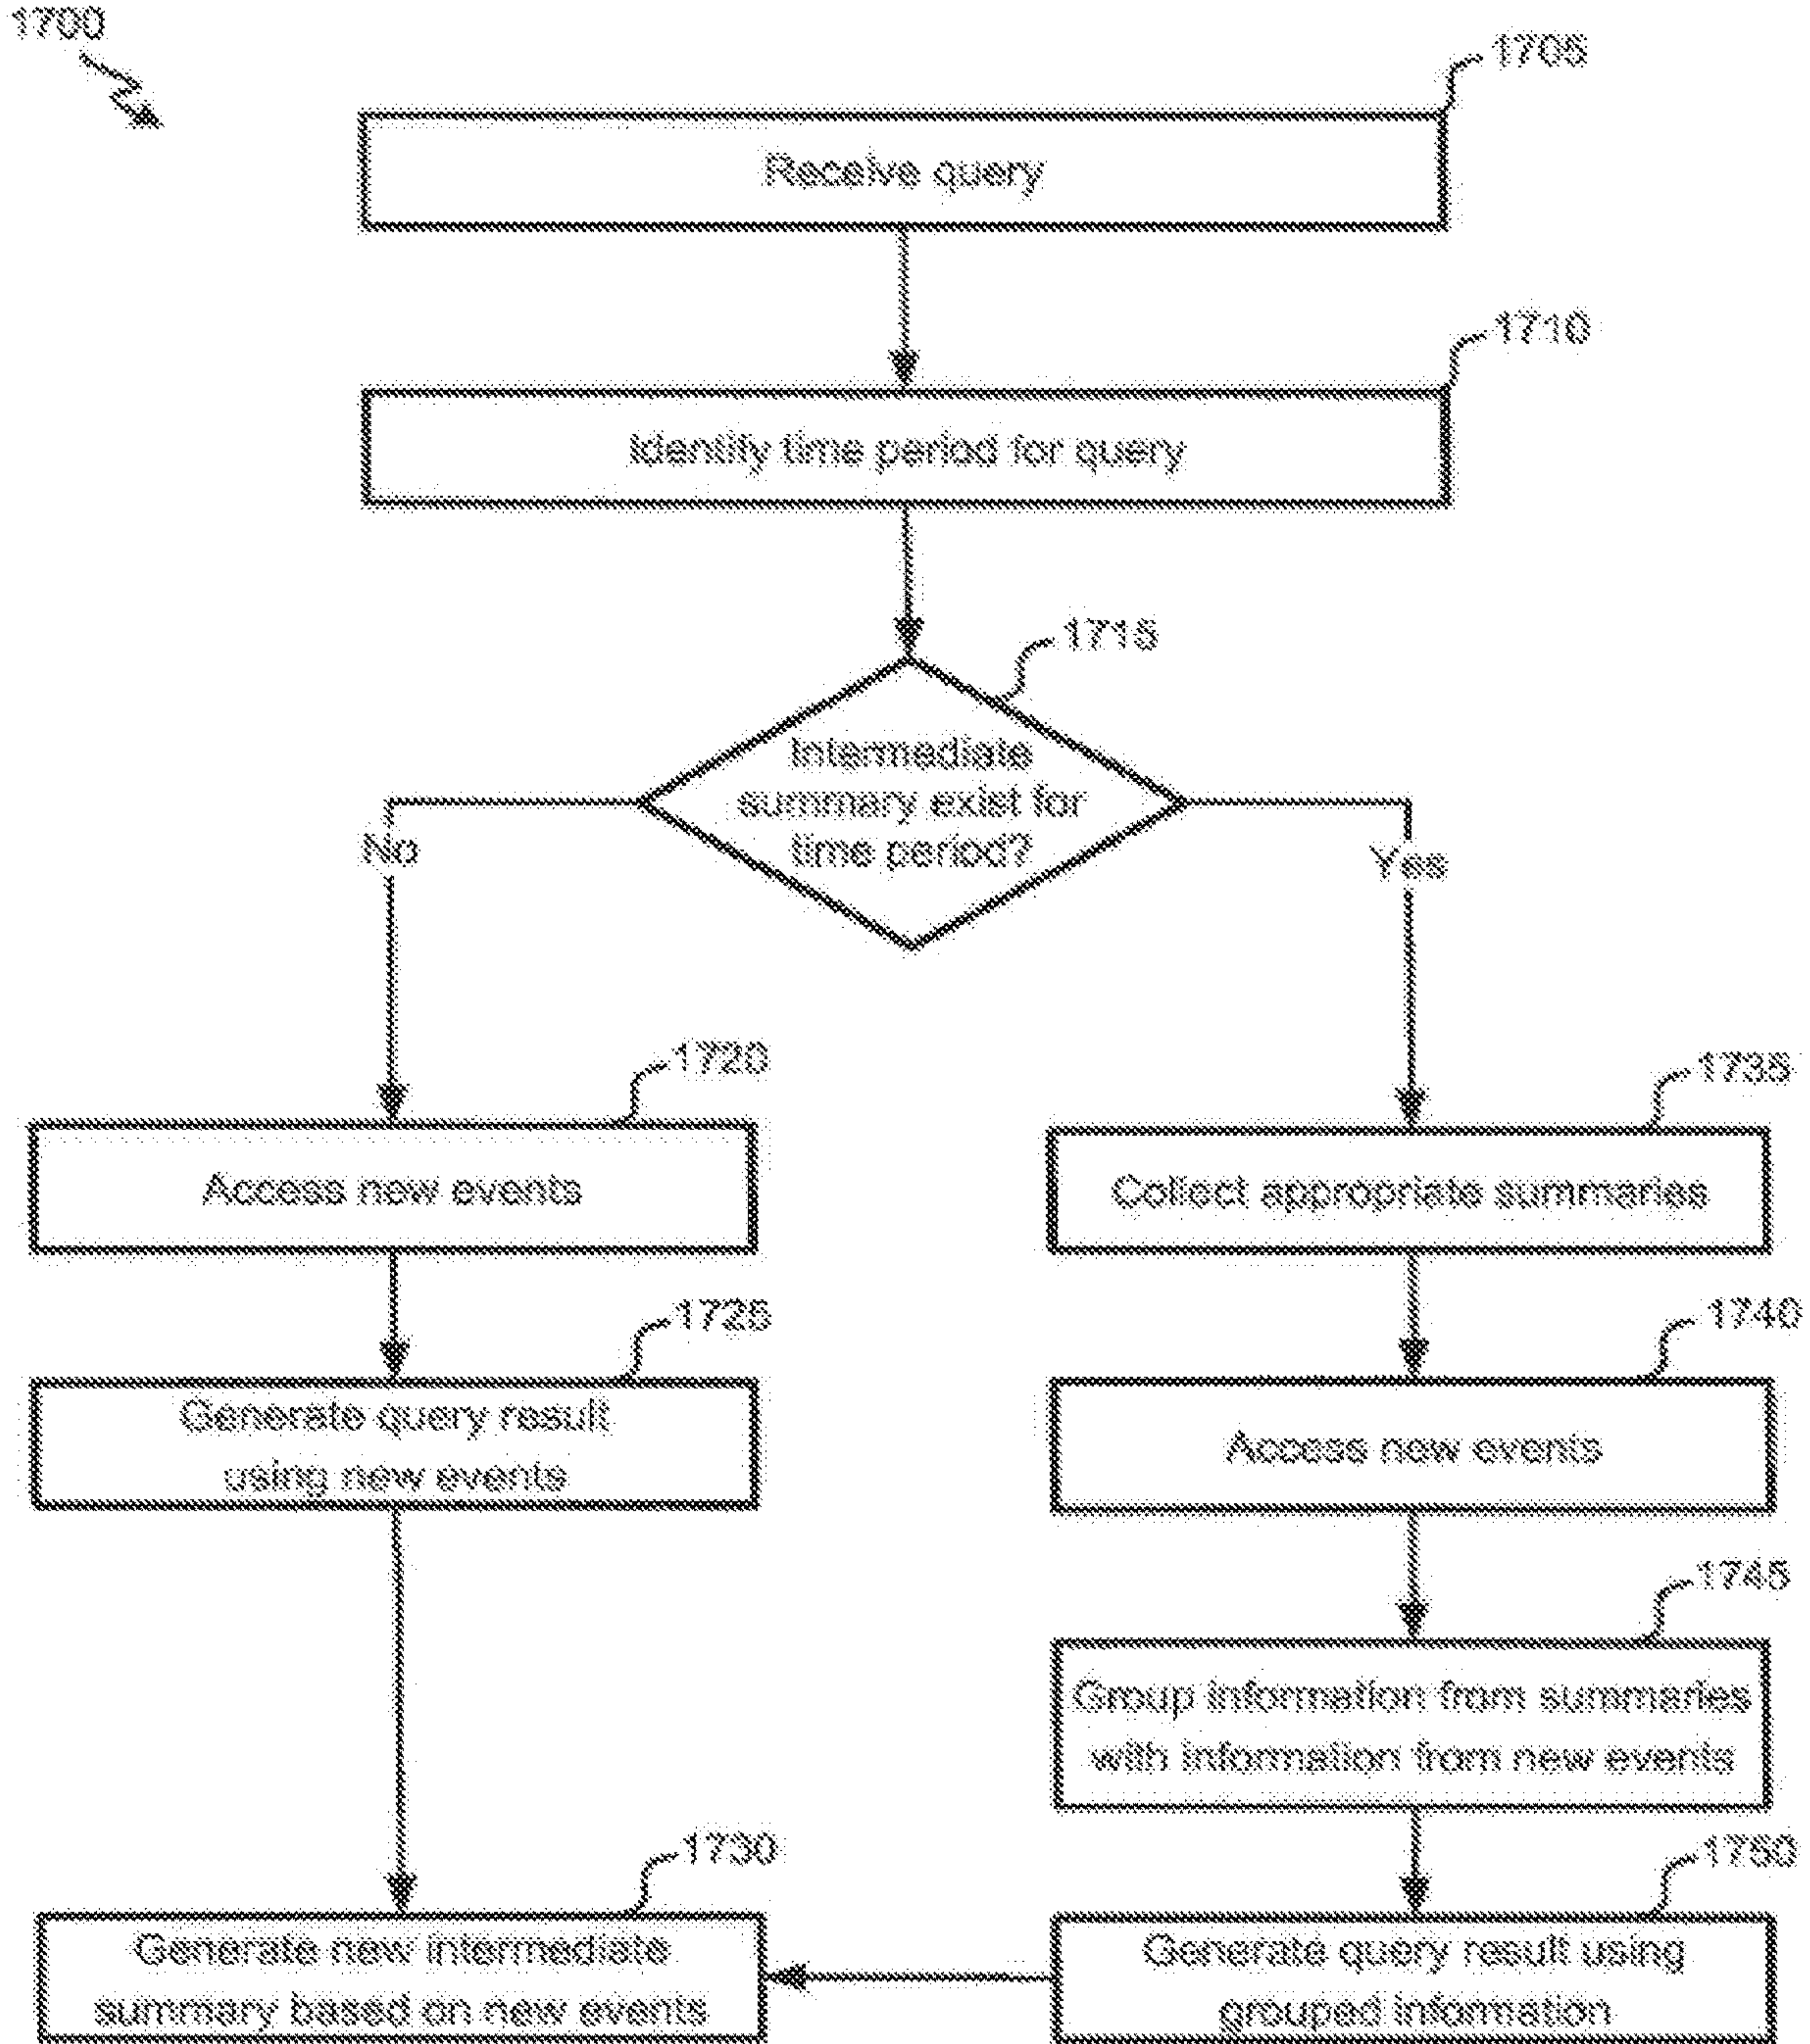 1700
1705
Receive query
1710
Identify time period for query
1715
Intermediate
summary exist for
time period?
No
Yes
1720
Access new events
1725
Generate query result
using new events
1730
Generate new intermediate
summary based on new events
1735
Collect appropriate summaries
1740
Access new events
1745
Group information from summaries
with information from new events
1750
Generate query result using
grouped information